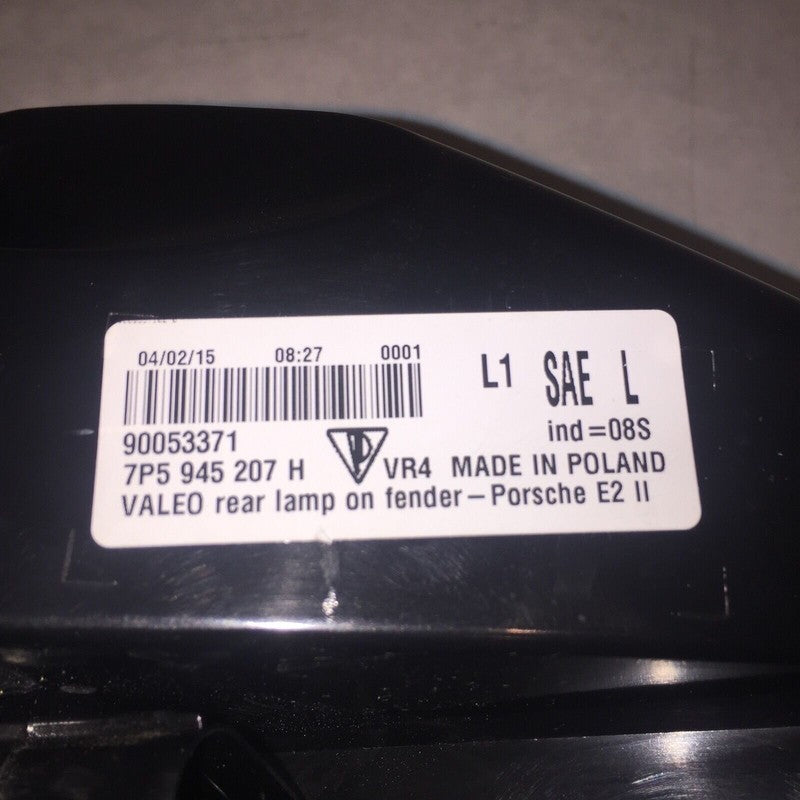 04/02/15 08:27 0001
L1 SAE L
90053371 ind=08S
7P5 945 207 H VR4 MADE IN POLAND
VALEO rear lamp on fender-Porsche E2 II